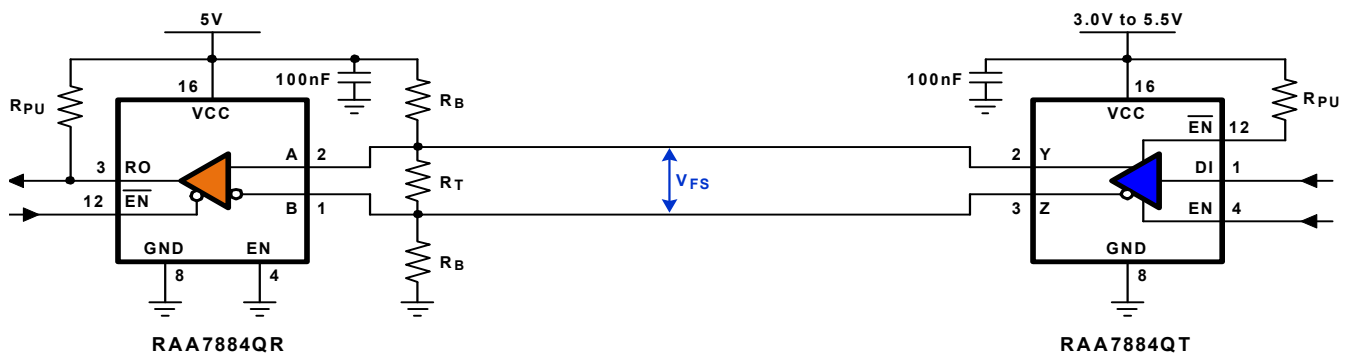 5V
3.0V to 5.5V
100nF
100nF
16
16
RPU
RB
RPU
VCC
VCC
EN
12
A
2
2
Y
3
RO
DI
1
RT
VFS
12
EN
B
1
3
Z
EN
4
GND
EN
RB
GND
8
4
8
RAA7884QR
RAA7884QT